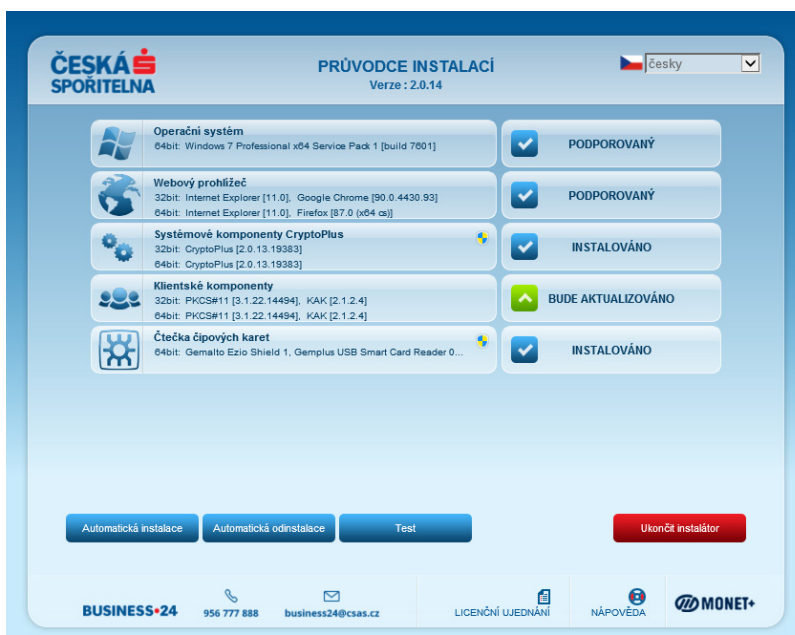 ČESKÁ
SPOŘITELNA
PRŮVODCE INSTALACÍ
Verze : 2.0.14
česky
Operační systém
64bit: Windows 7 Professional x64 Service Pack 1 [build 7601]
PODPOROVANÝ
Webový prohlížeč
32bit: Internet Explorer [11.0], Google Chrome [90.0.4430.93]
64bit: Internet Explorer [11.0], Firefox [87.0 (x64 cs)]
PODPOROVANÝ
Systémové komponenty CryptoPlus
32bit: CryptoPlus [2.0.13.19383]
64bit: CryptoPlus [2.0.13.19383]
INSTALOVÁNO
Klientské komponenty
32bit: PKCS#11 [3.1.22.14494], KAK [2.1.2.4]
64bit: PKCS#11 [3.1.22.14494], KAK [2.1.2.4]
BUDE AKTUALIZOVÁNO
Čtečka čipových karet
64bit: Gemalto Ezio Shield 1, Gemplus USB Smart Card Reader 0...
INSTALOVÁNO
Automatická instalace
Automatická odinstalace
Test
Ukončit instalátor
BUSINESS•24
956 777 888
business24@csas.cz
LICENČNÍ UJEDNÁNÍ
NÁPOVĚDA
MONET+